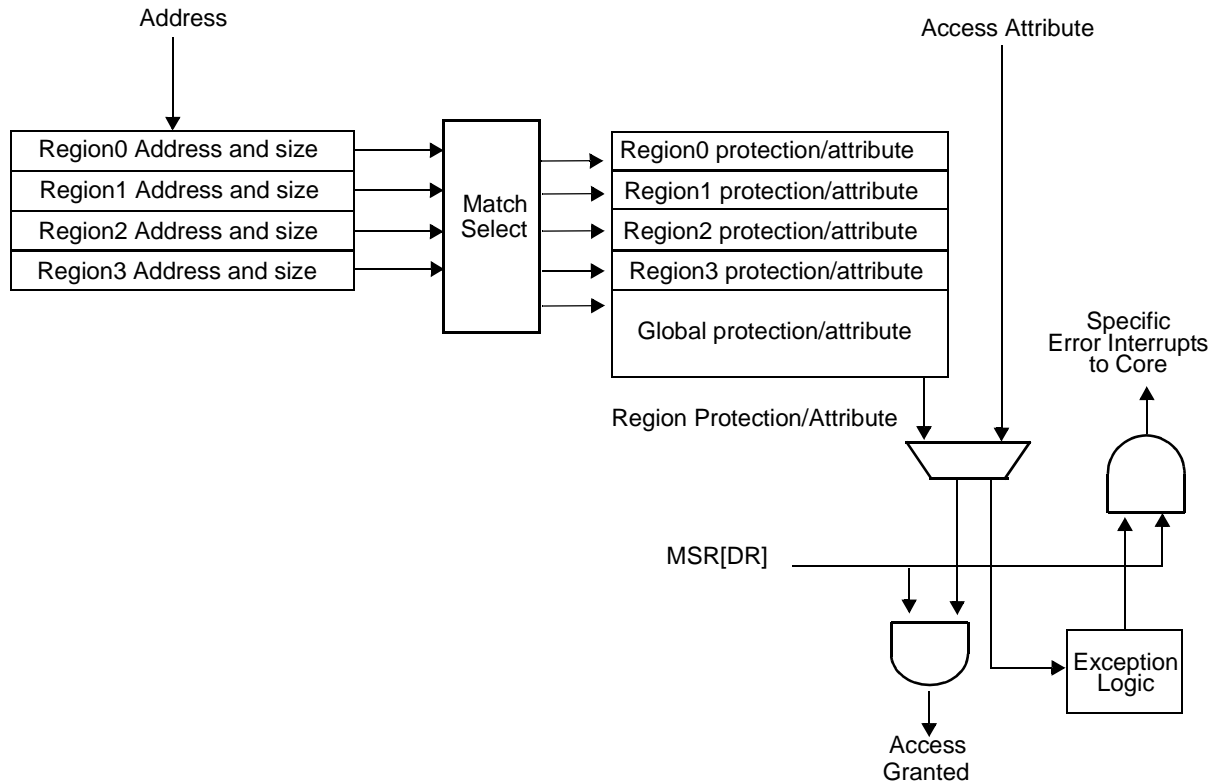 Address
Access Attribute
Region0 Address and size
Region1 Address and size
Region2 Address and size
Region3 Address and size
Match
Select
Region0 protection/attribute
Region1 protection/attribute
Region2 protection/attribute
Region3 protection/attribute
Global protection/attribute
Specific
Error Interrupts
to Core
Region Protection/Attribute
MSR[DR]
Exception
Logic
Access
Granted